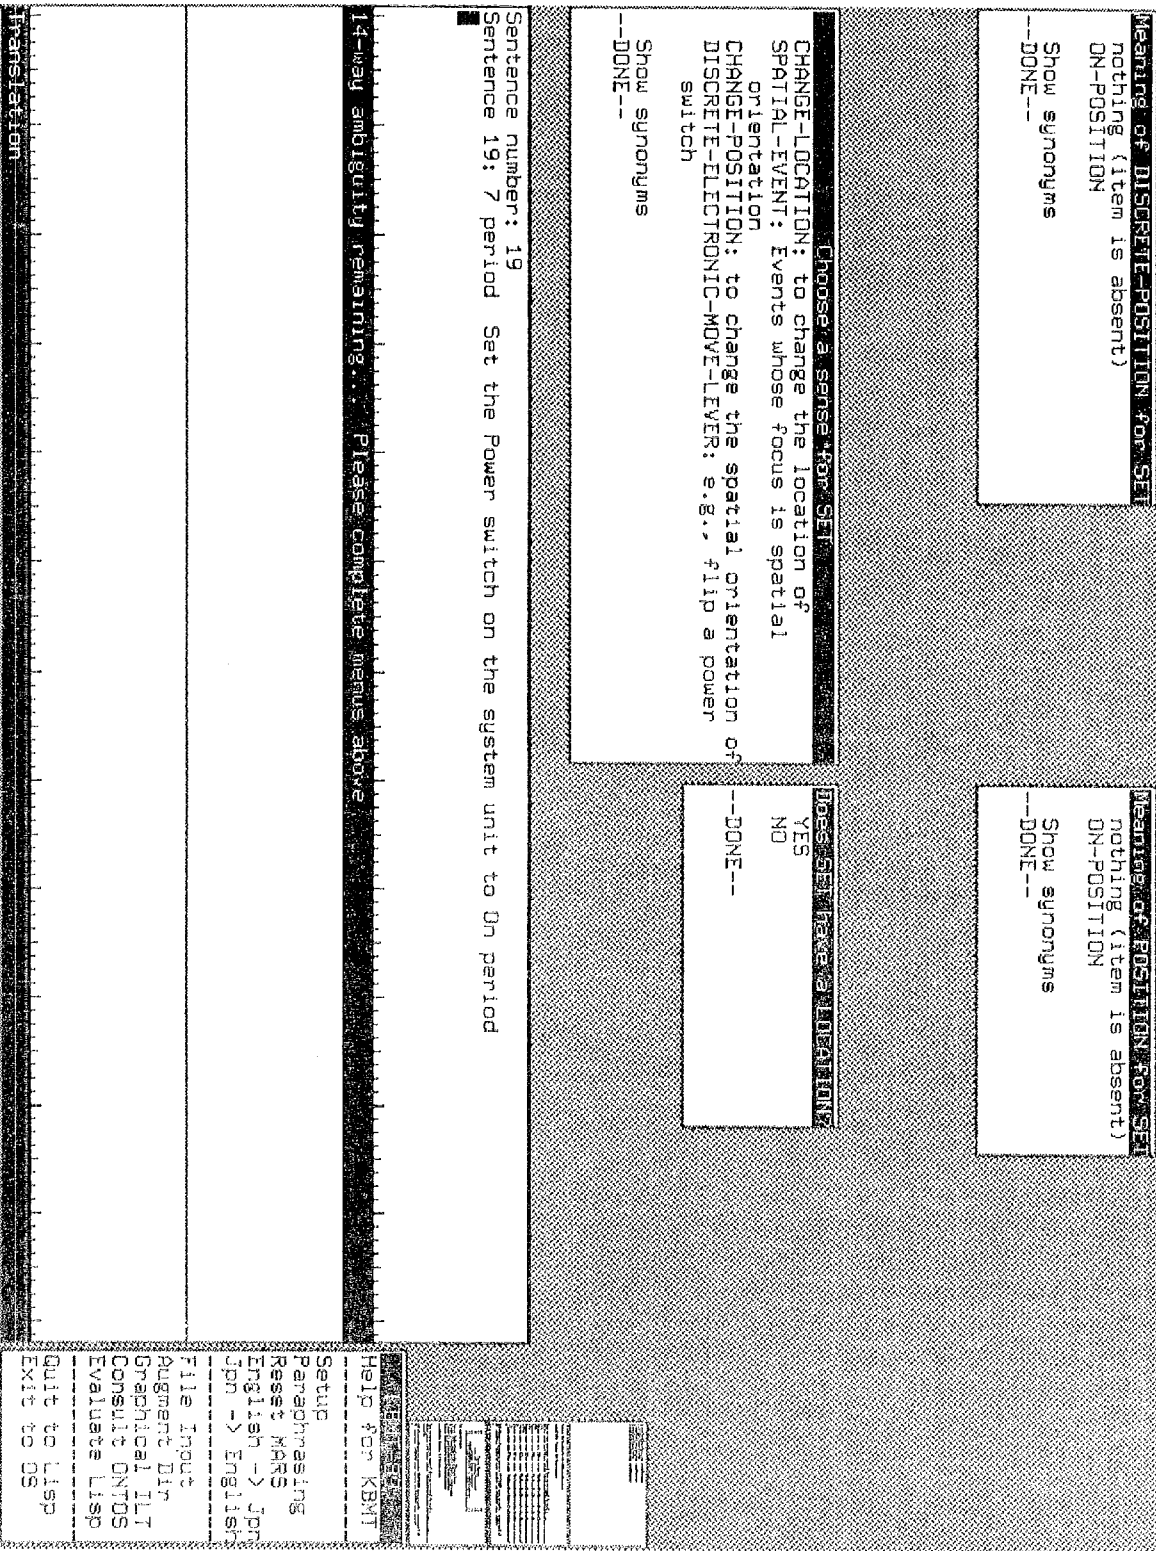 Meaning of DISCRETE-POSITION for SET
nothing (item is absent)
ON-POSITION
Show synonyms
--DONE--
Meaning of POSITION for SET
nothing (item is absent)
ON-POSITION
Show synonyms
--DONE--
Choose a sense for SET
CHANGE-LOCATION: to change the location of
SPATIAL-EVENT: Events whose focus is spatial
orientation
CHANGE-POSITION: to change the spatial orientation of
DISCRETE-ELECTRONIC-MOVE-LEVER: e.g., flip a power
switch
Show synonyms
--DONE--
Does SET have a LOCATION?
YES
NO
--DONE--
Sentence number: 19
Sentence 19: 7 period Set the Power switch on the system unit to On period
14-way ambiguity remaining... Please complete menus above
Translation
Help for KBMT
Setup
Paraphrasing
Reset MARS
English -> Jpn
Jpn -> English
File Input
Augment Dir
Graphical ILT
Consult ONTOS
Evaluate Lisp
Quit to Lisp
Exit to OS